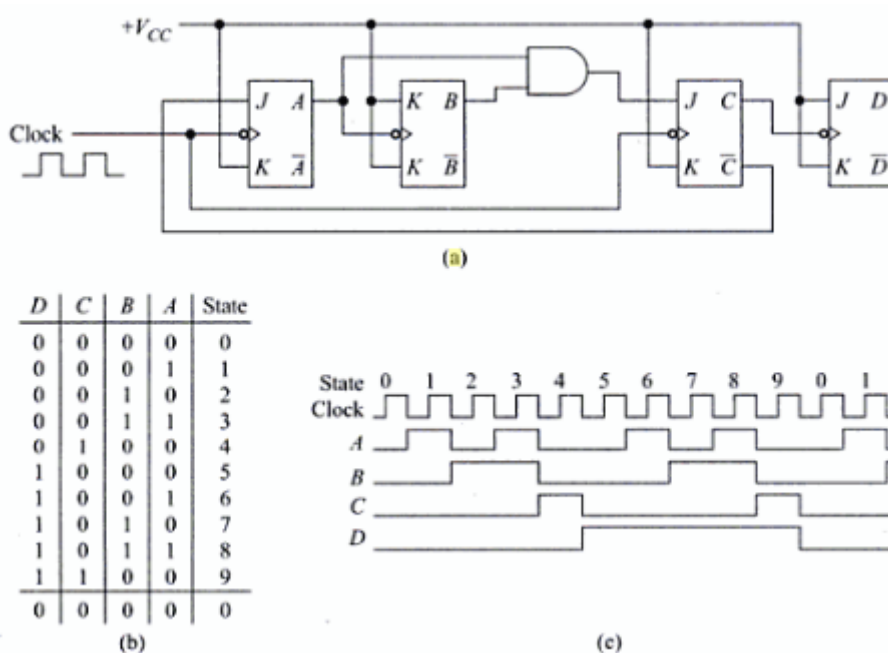 +V_CC
J A K B J C J D
Clock
K A̅ K B̅ K C̅ K D̅
(a)
D C B A State
0 0 0 0 0
0 0 0 1 1
0 0 1 0 2
0 0 1 1 3
0 1 0 0 4
1 0 0 0 5
1 0 0 1 6
1 0 1 0 7
1 0 1 1 8
1 1 0 0 9
0 0 0 0 0
(b)
State 0 1 2 3 4 5 6 7 8 9 0 1
Clock
A
B
C
D
(c)